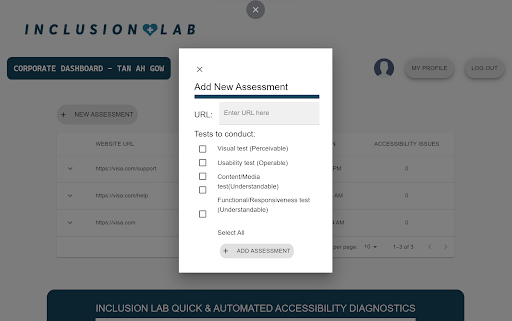 INCLUSION LAB
CORPORATE DASHBOARD – TAN AH GOW
MY PROFILE
LOG OUT
+ NEW ASSESSMENT
WEBSITE URL
ACCESSIBILITY ISSUES
https://visa.com/support
PM
0
https://visa.com/help
0
https://visa.com
AM
0
per page:
10
1–3 of 3
Add New Assessment
URL:
Enter URL here
Tests to conduct:
Visual test (Perceivable)
Usability test (Operable)
Content/Media
test(Understandable)
Functional/Responsiveness test
(Understandable)
Select All
+ ADD ASSESSMENT
INCLUSION LAB QUICK & AUTOMATED ACCESSIBILITY DIAGNOSTICS